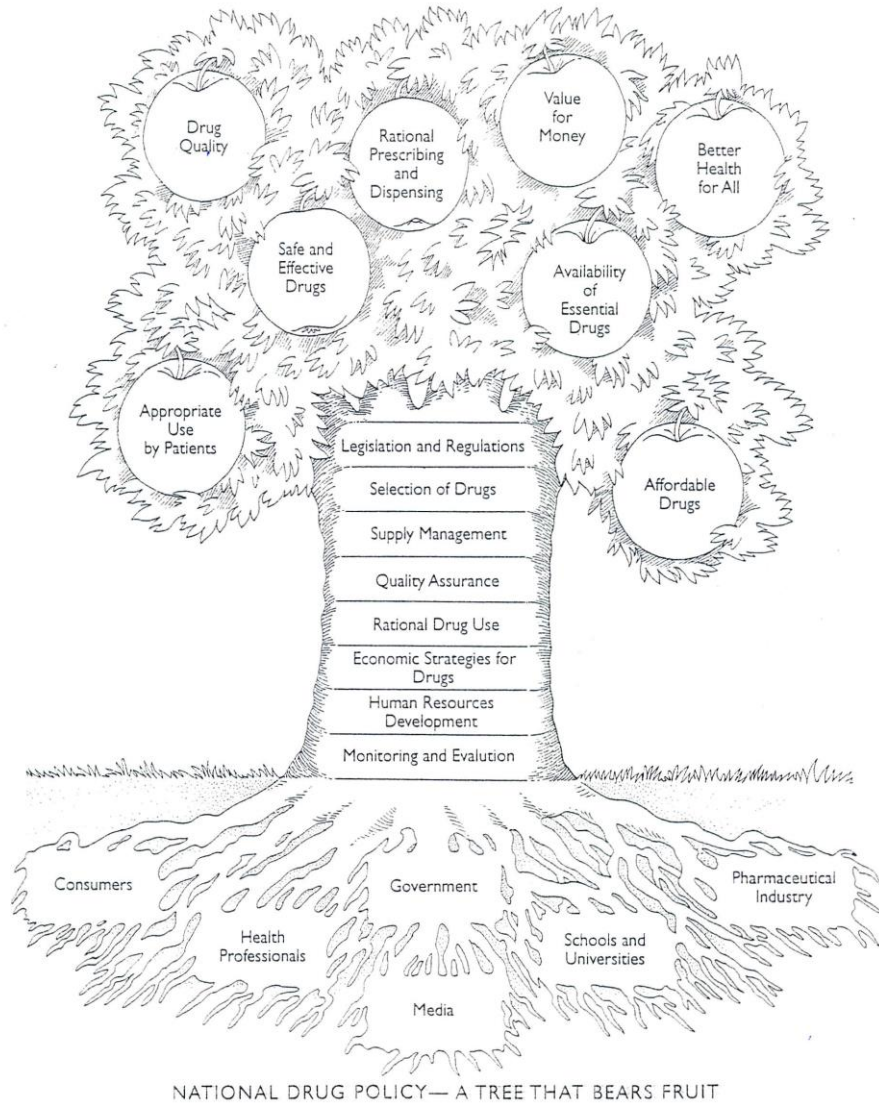 Drug
Quality
Rational
Prescribing
and
Dispensing
Value
for
Money
Better
Health
for All
Safe and
Effective
Drugs
Availability
of
Essential
Drugs
Appropriate
Use
by Patients
Affordable
Drugs
Legislation and Regulations
Selection of Drugs
Supply Management
Quality Assurance
Rational Drug Use
Economic Strategies for
Drugs
Human Resources
Development
Monitoring and Evalution
Consumers
Government
Pharmaceutical
Industry
Health
Professionals
Schools and
Universities
Media
NATIONAL DRUG POLICY— A TREE THAT BEARS FRUIT